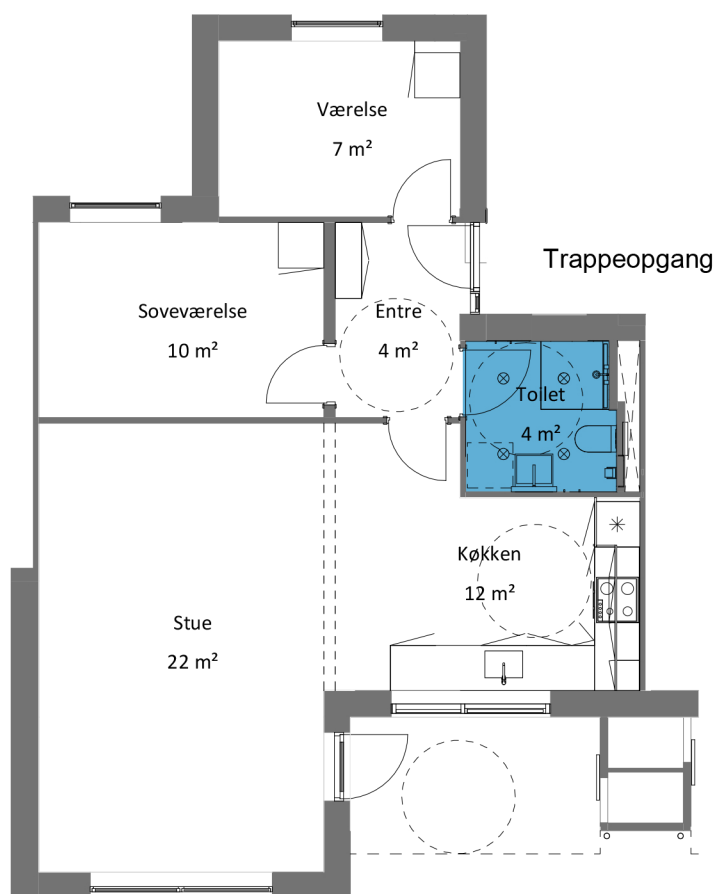 Værelse
7 m²
Trappeopgang
Soveværelse
10 m²
Entre
4 m²
Toilet
4 m²
Køkken
12 m²
Stue
22 m²